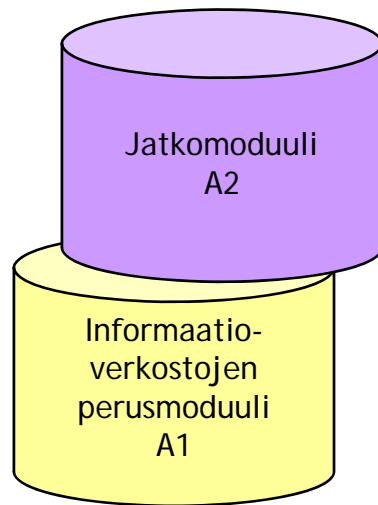 Jatkomoduuli
A2
Informaatio-
verkostojen
perusmoduuli
A1